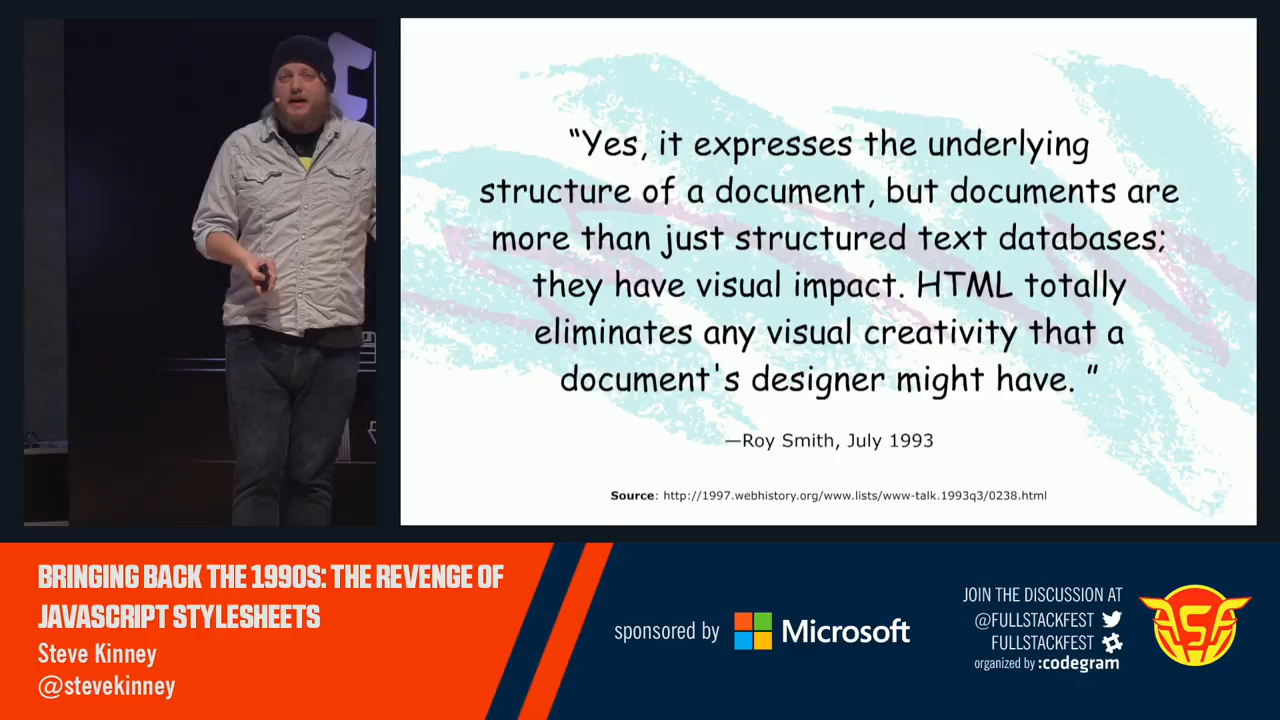 “Yes, it expresses the underlying
structure of a document, but documents are
more than just structured text databases;
they have visual impact. HTML totally
eliminates any visual creativity that a
document's designer might have. ”
—Roy Smith, July 1993
Source: http://1997.webhistory.org/www.lists/www-talk.1993q3/0238.html
BRINGING BACK THE 1990S: THE REVENGE OF
JAVASCRIPT STYLESHEETS
Steve Kinney
@stevekinney
sponsored by Microsoft
JOIN THE DISCUSSION AT
@FULLSTACKFEST
FULLSTACKFEST
organized by :codegram
FSF